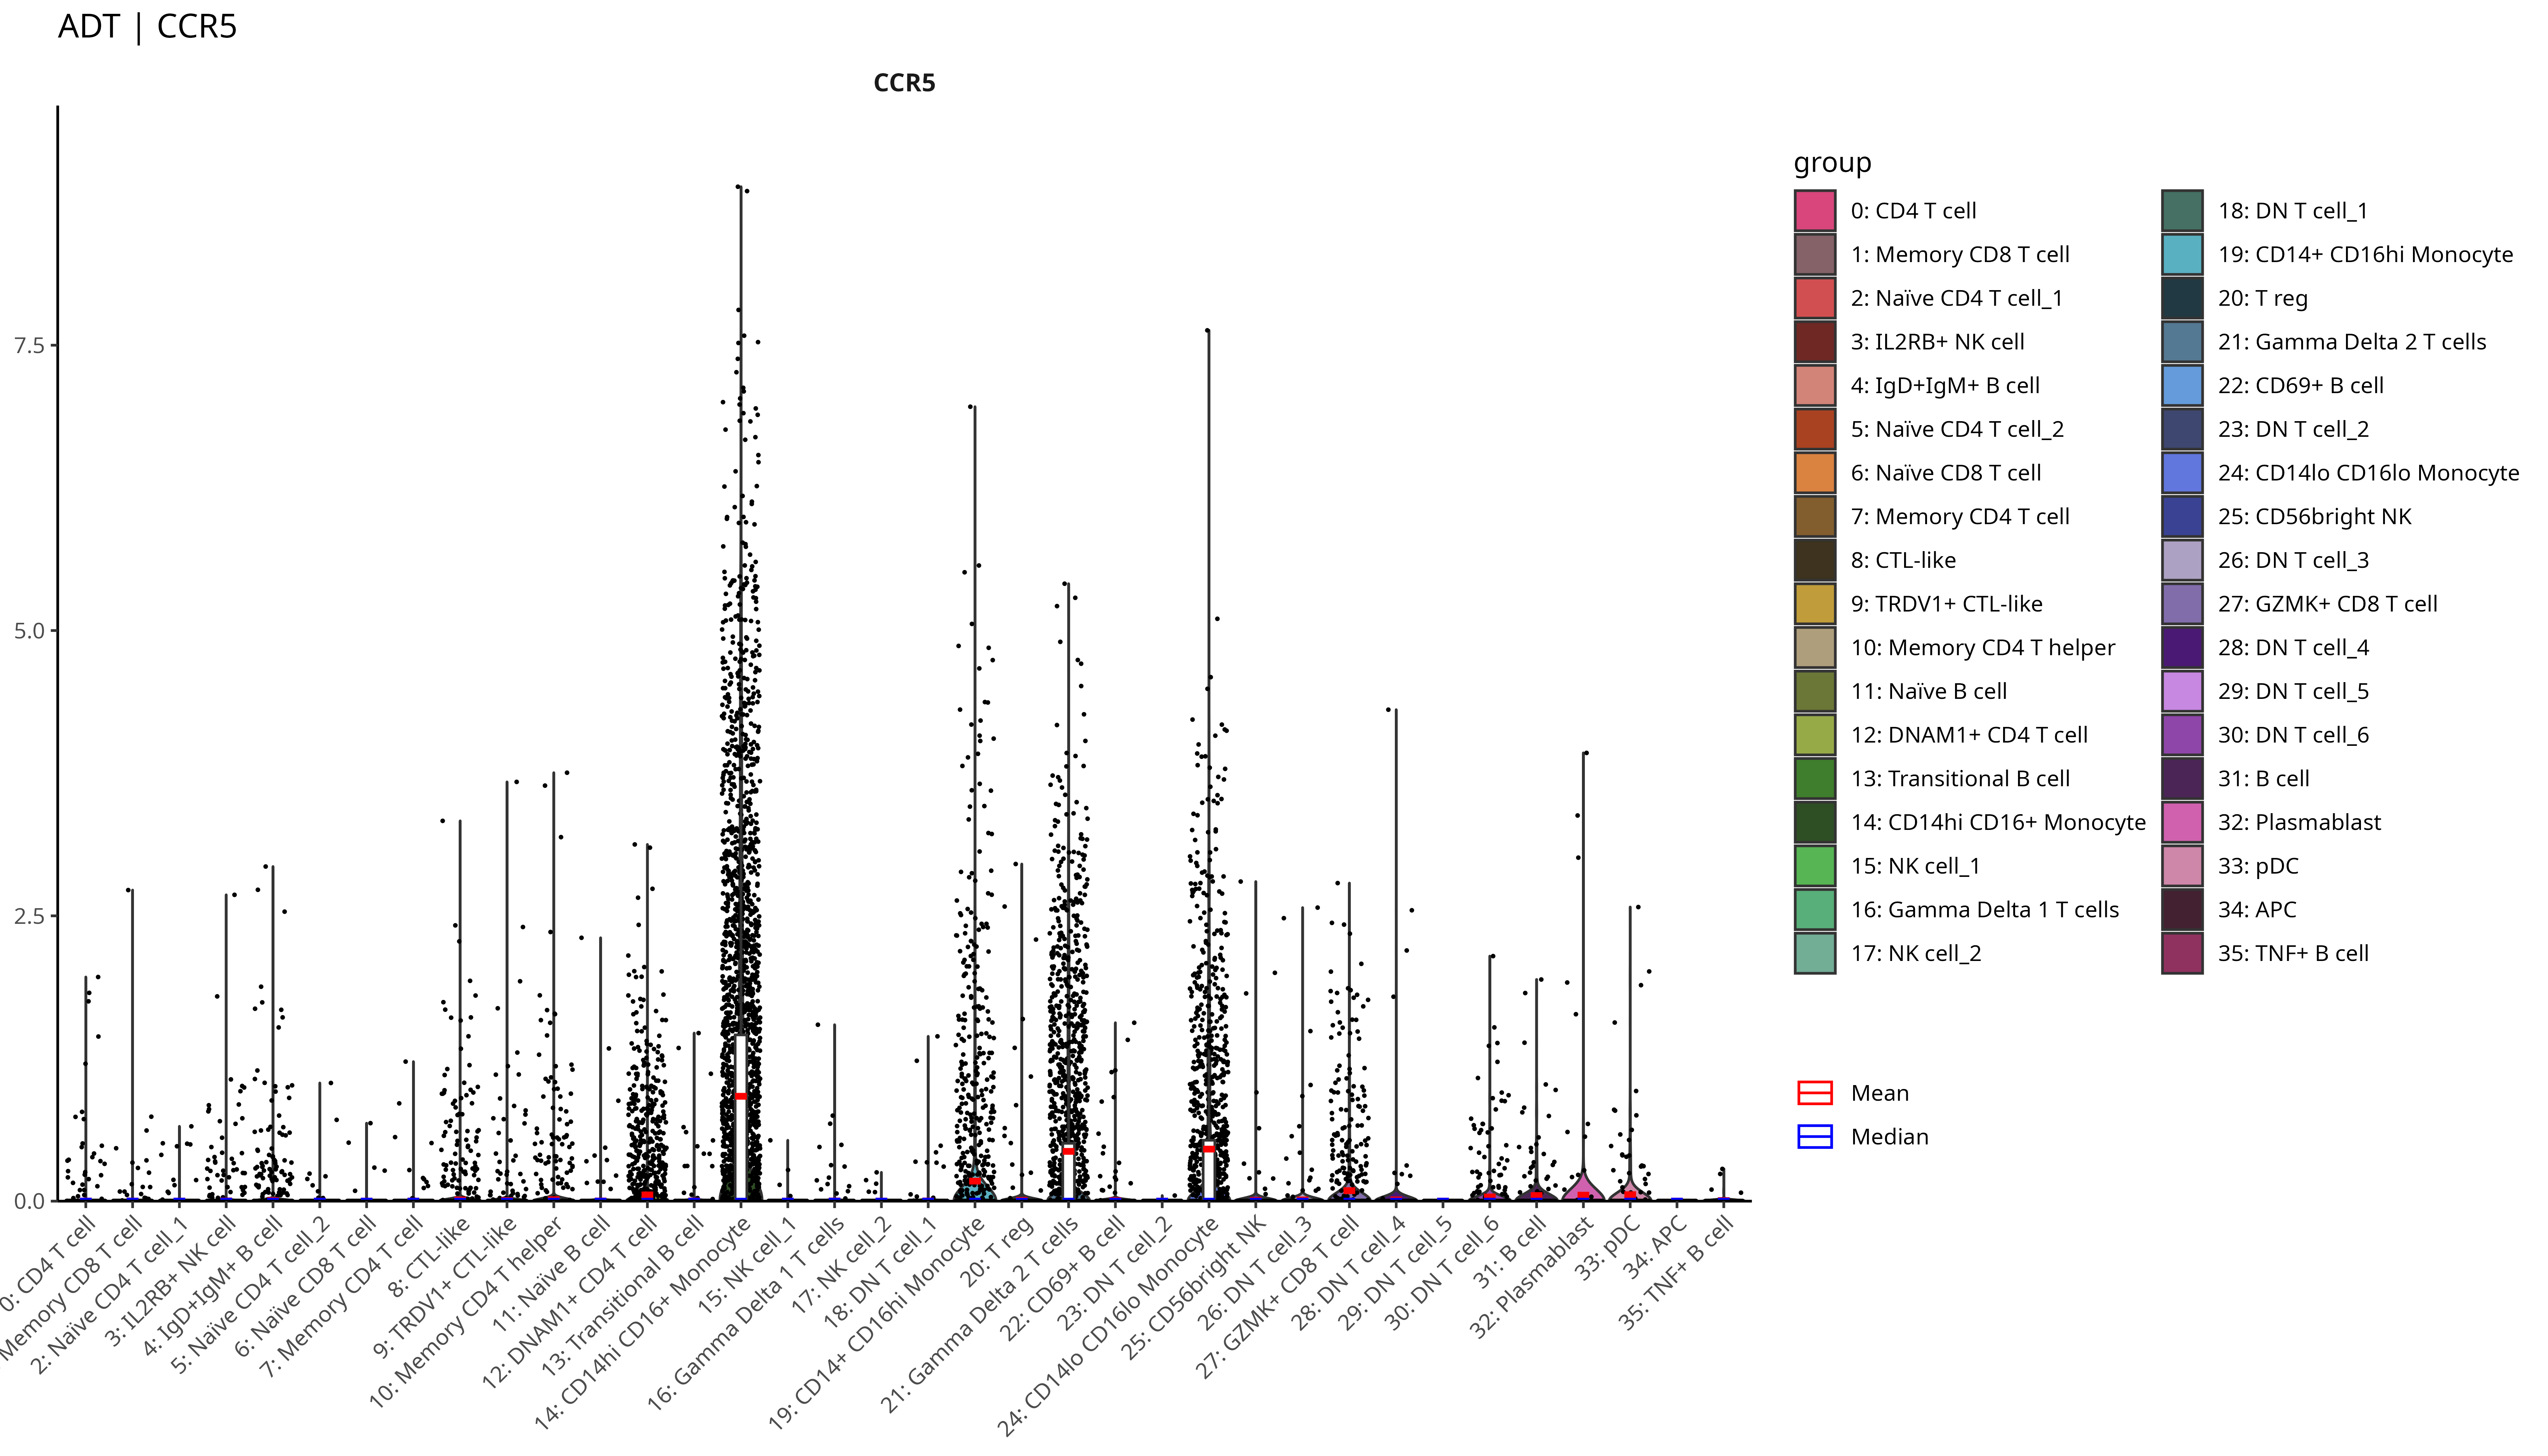 ADT | CCR5
CCR5
7.5
5.0
2.5
0.0
0: CD4 T cell
Memory CD8 T cell
2: Naïve CD4 T cell_1
3: IL2RB+ NK cell
4: IgD+IgM+ B cell
5: Naïve CD4 T cell_2
6: Naïve CD8 T cell
7: Memory CD4 T cell
8: CTL-like
9: TRDV1+ CTL-like
10: Memory CD4 T helper
11: Naïve B cell
12: DNAM1+ CD4 T cell
13: Transitional B cell
14: CD14hi CD16+ Monocyte
15: NK cell_1
16: Gamma Delta 1 T cells
17: NK cell_2
18: DN T cell_1
19: CD14+ CD16hi Monocyte
20: T reg
21: Gamma Delta 2 T cells
22: CD69+ B cell
23: DN T cell_2
24: CD14lo CD16lo Monocyte
25: CD56bright NK
26: DN T cell_3
27: GZMK+ CD8 T cell
28: DN T cell_4
29: DN T cell_5
30: DN T cell_6
31: B cell
32: Plasmablast
33: pDC
34: APC
35: TNF+ B cell
group
0: CD4 T cell
1: Memory CD8 T cell
2: Naïve CD4 T cell_1
3: IL2RB+ NK cell
4: IgD+IgM+ B cell
5: Naïve CD4 T cell_2
6: Naïve CD8 T cell
7: Memory CD4 T cell
8: CTL-like
9: TRDV1+ CTL-like
10: Memory CD4 T helper
11: Naïve B cell
12: DNAM1+ CD4 T cell
13: Transitional B cell
14: CD14hi CD16+ Monocyte
15: NK cell_1
16: Gamma Delta 1 T cells
17: NK cell_2
18: DN T cell_1
19: CD14+ CD16hi Monocyte
20: T reg
21: Gamma Delta 2 T cells
22: CD69+ B cell
23: DN T cell_2
24: CD14lo CD16lo Monocyte
25: CD56bright NK
26: DN T cell_3
27: GZMK+ CD8 T cell
28: DN T cell_4
29: DN T cell_5
30: DN T cell_6
31: B cell
32: Plasmablast
33: pDC
34: APC
35: TNF+ B cell
Mean
Median